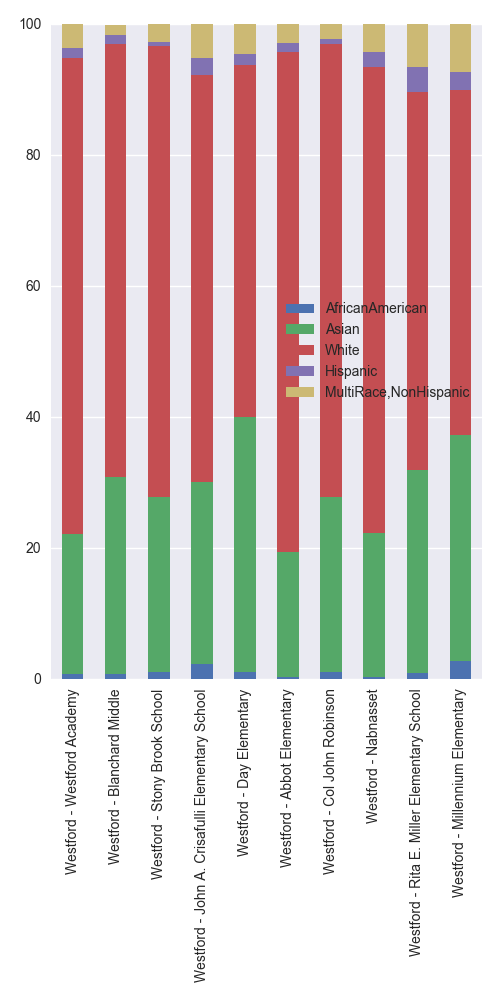 100
80
60
40
20
0
AfricanAmerican
Asian
White
Hispanic
MultiRace,NonHispanic
Westford - Westford Academy
Westford - Blanchard Middle
Westford - Stony Brook School
Westford - John A. Crisafulli Elementary School
Westford - Day Elementary
Westford - Abbot Elementary
Westford - Col John Robinson
Westford - Nabnasset
Westford - Rita E. Miller Elementary School
Westford - Millennium Elementary